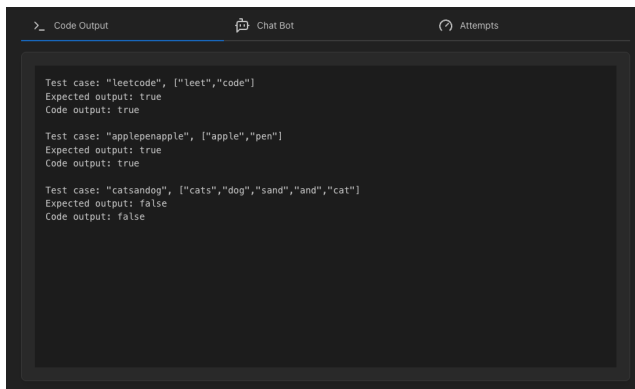 >_ Code Output
Chat Bot
Attempts
Test case: "leetcode", ["leet","code"]
Expected output: true
Code output: true
Test case: "applepenapple", ["apple","pen"]
Expected output: true
Code output: true
Test case: "catsandog", ["cats","dog","sand","and","cat"]
Expected output: false
Code output: false